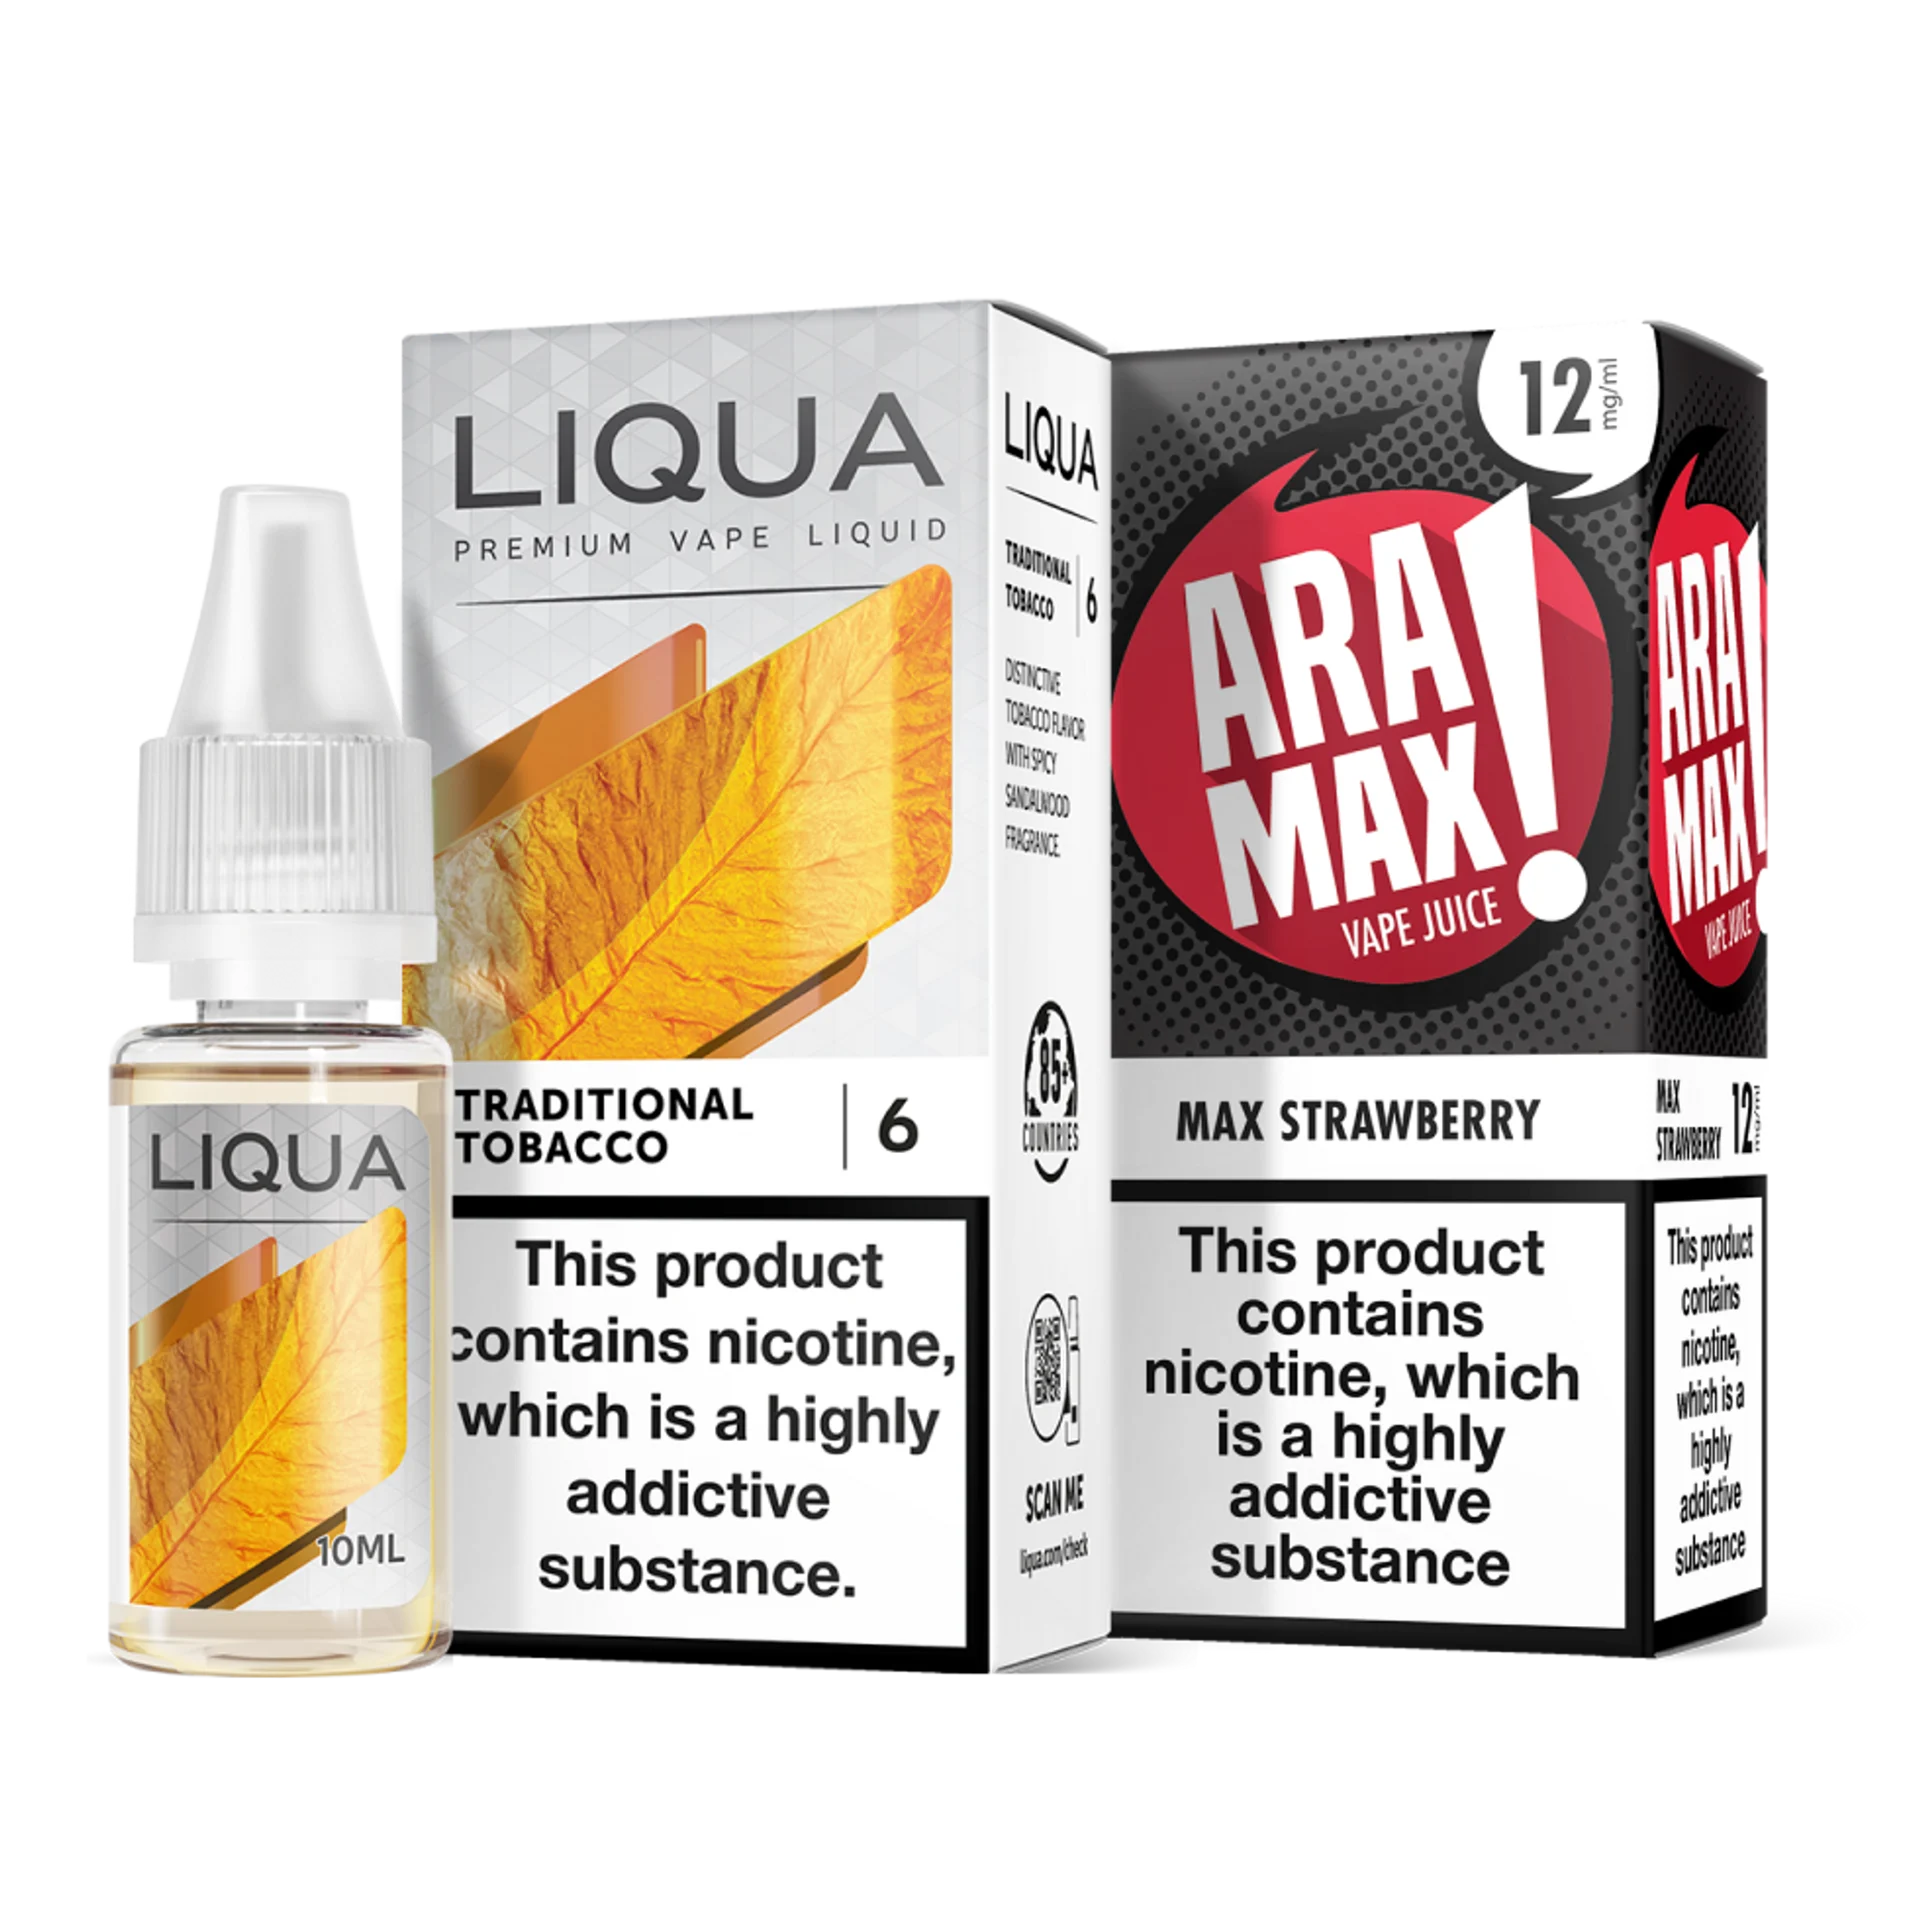 LIQUA
10ML
LIQUA
PREMIUM VAPE LIQUID
TRADITIONAL
TOBACCO
6
This product
contains nicotine,
which is a highly
addictive
substance.
LIQUA
TRADITIONAL
TOBACCO
6
DISTINCTIVE
TOBACCO FLAVOR
WITH SPICY
SANDALWOOD
FRAGRANCE.
85+
COUNTRIES
SCAN ME
liqua.com/check
12 mg/ml
ARA
MAX!
VAPE JUICE
MAX STRAWBERRY
This product
contains
nicotine, which
is a highly
addictive
substance
ARA
MAX!
VAPE JUICE
MAX
STRAWBERRY
12 mg/ml
This product
contains
nicotine,
which is a
highly
addictive
substance